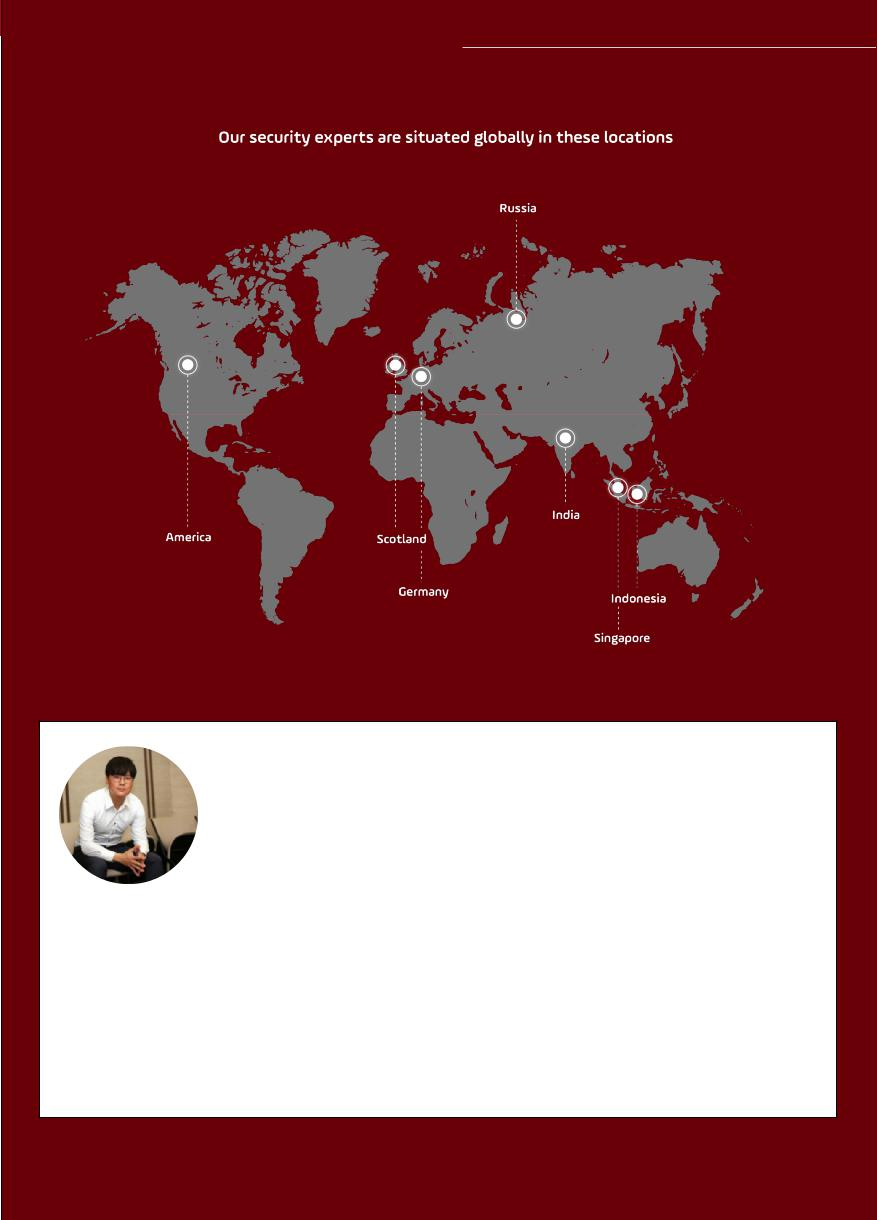 Our security experts are situated globally in these locations
Russia
America
Scotland
India
Germany
Indonesia
Singapore